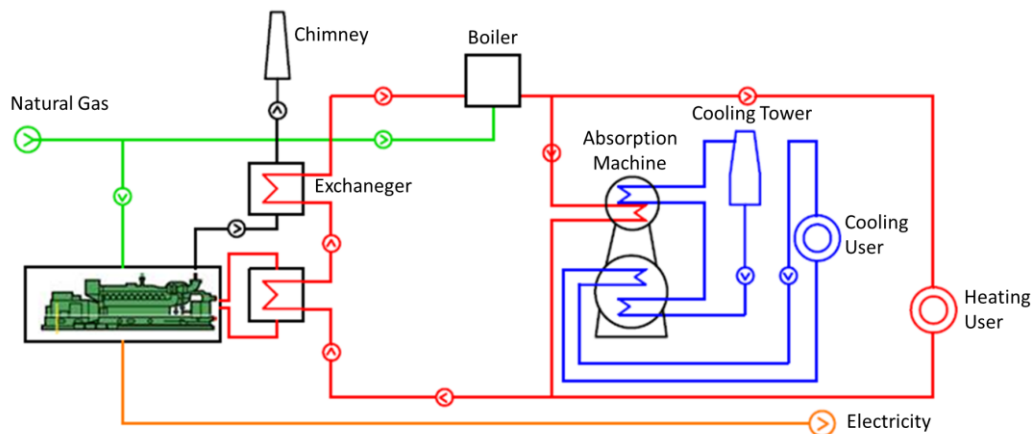 Chimney
Boiler
Natural Gas
Cooling Tower
Absorption
Machine
Exchaneger
Cooling
User
Heating
User
Electricity